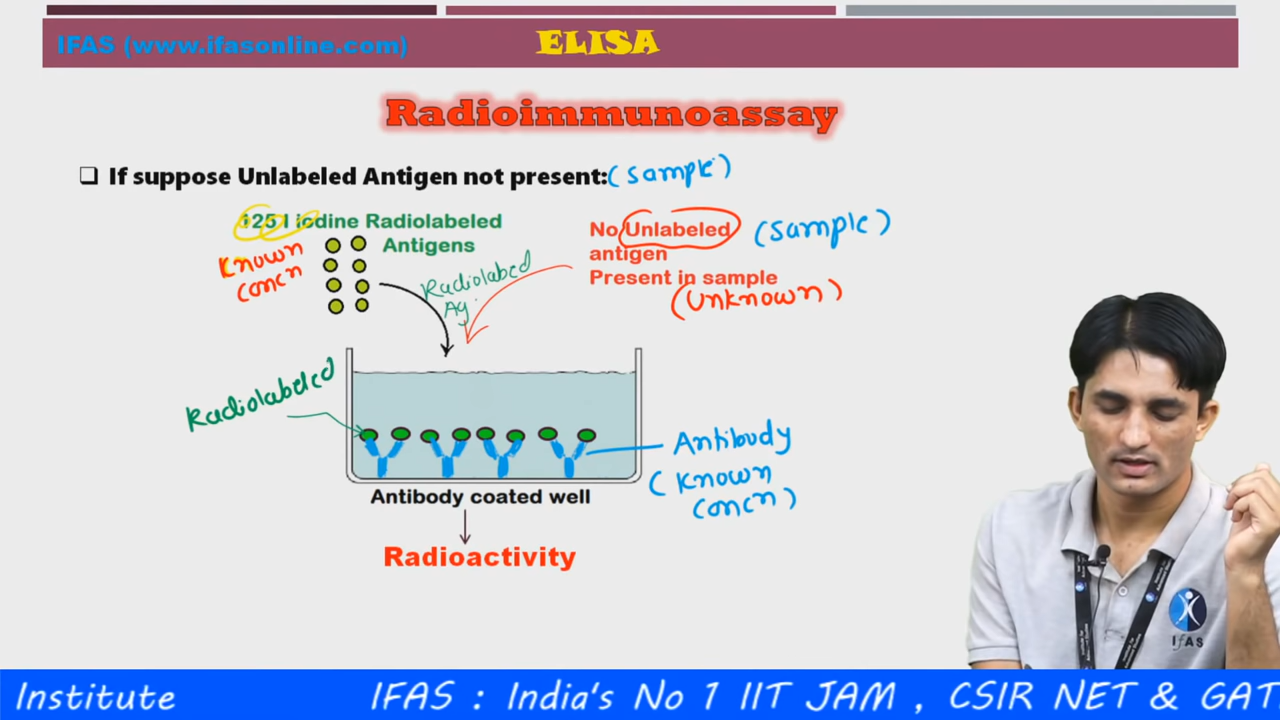 IFAS (www.ifasonline.com)
ELISA
Radioimmunoassay
If suppose Unlabeled Antigen not present: (Sample)
125 I iodine Radiolabeled
Antigens
Known
concn
No Unlabeled
antigen
Present in sample
(Sample)
(Unknown)
Radiolabed
Ag
Radiolabeled
Antibody
(Known
concn)
Antibody coated well
Radioactivity
IfAS
Institute IFAS : India's No 1 IIT JAM , CSIR NET & GAT